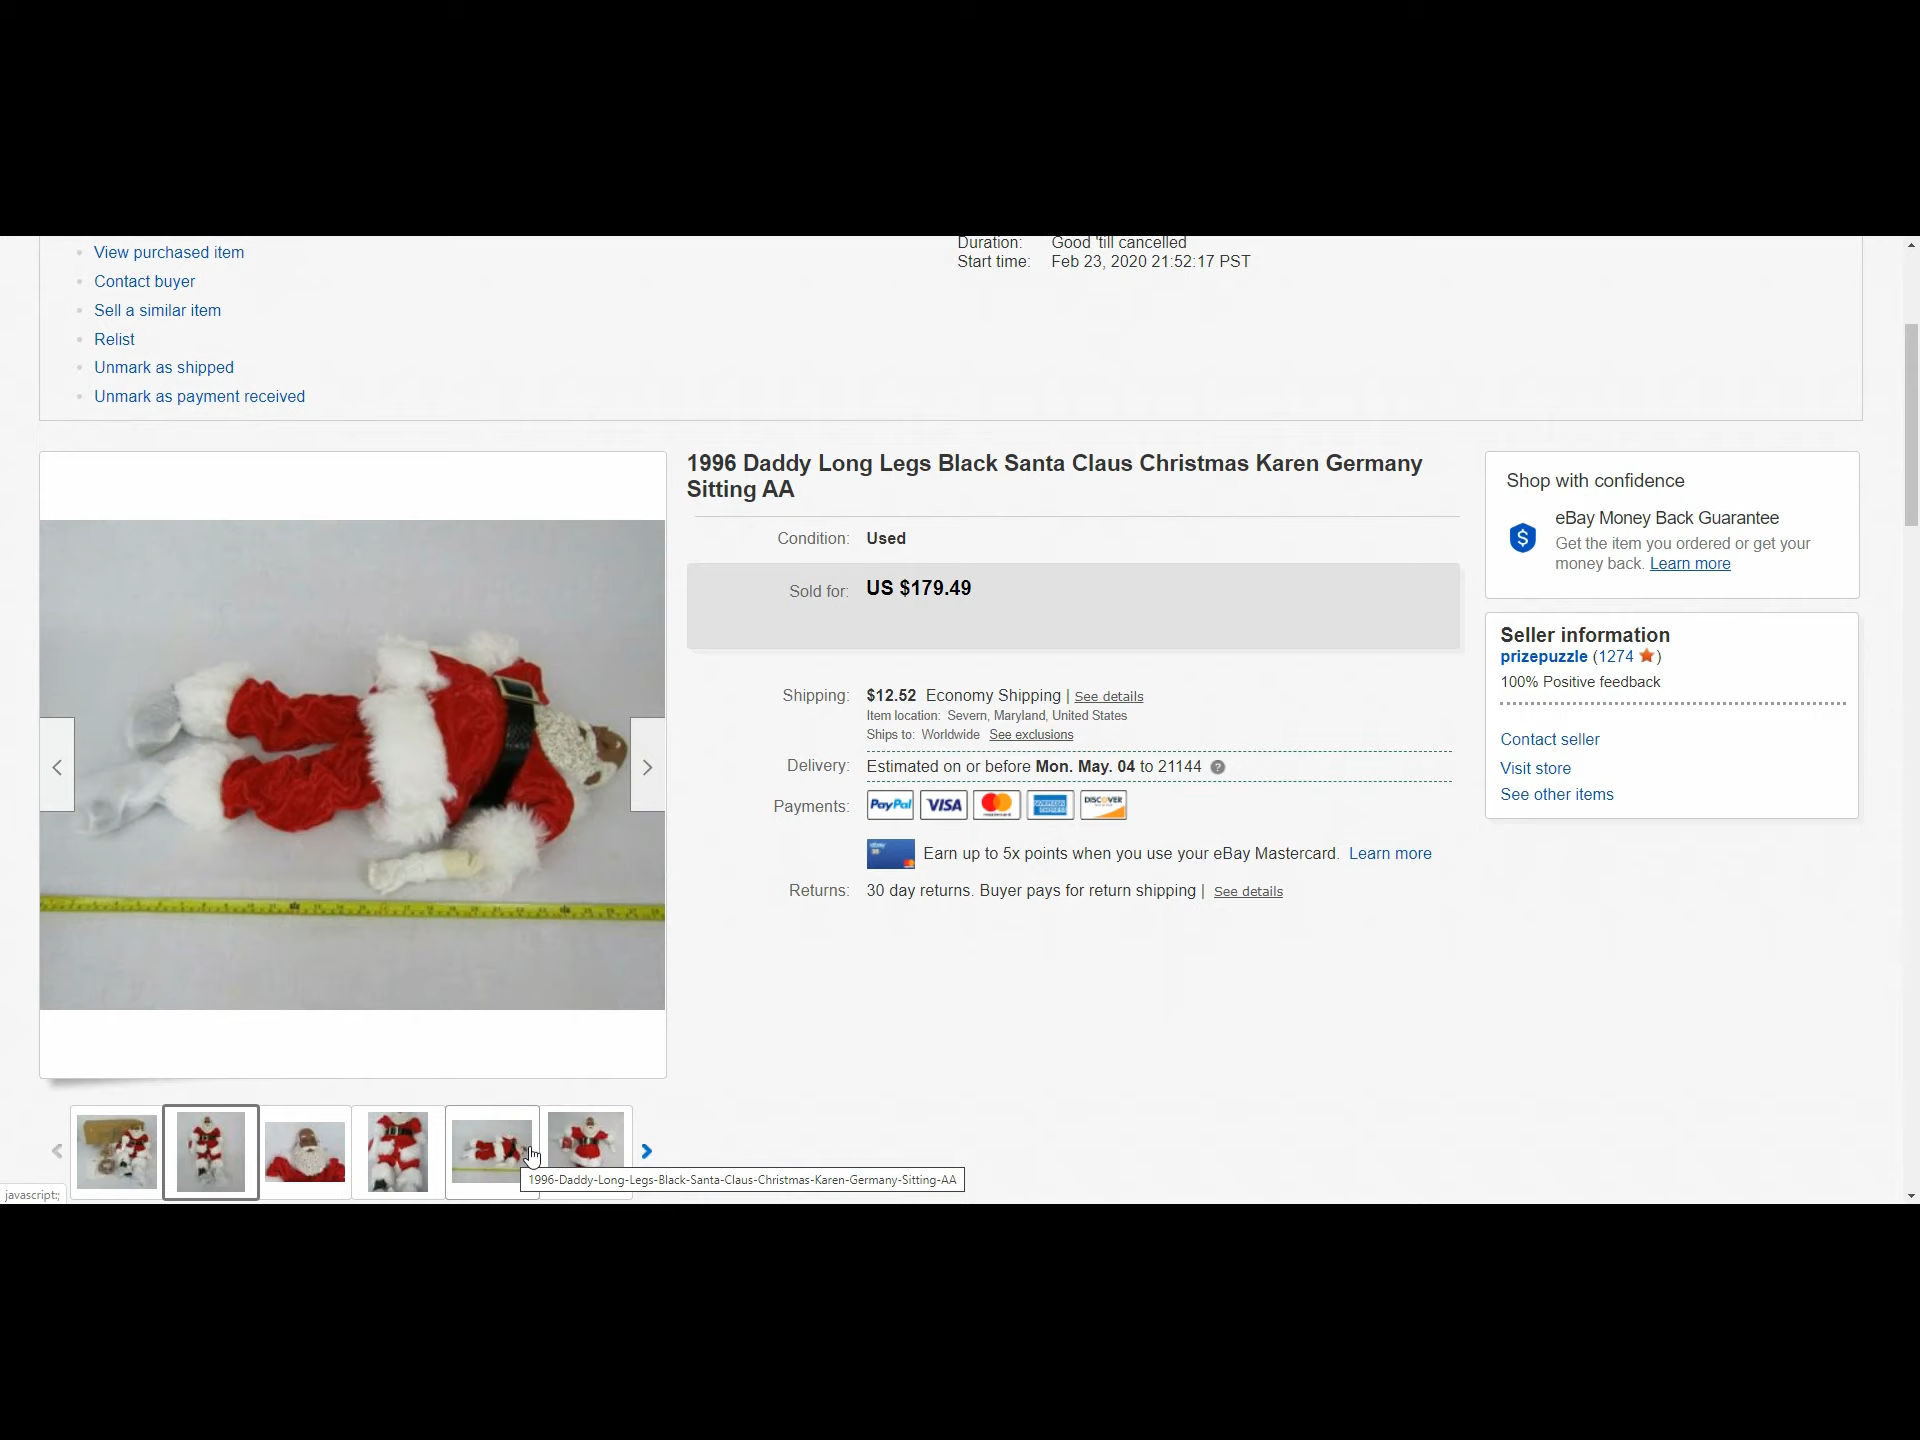 View purchased item
Contact buyer
Sell a similar item
Relist
Unmark as shipped
Unmark as payment received
Duration: Good 'till cancelled
Start time: Feb 23, 2020 21:52:17 PST
1996 Daddy Long Legs Black Santa Claus Christmas Karen Germany
Sitting AA
Condition: Used
Sold for: US $179.49
Shipping: $12.52 Economy Shipping | See details
Item location: Severn, Maryland, United States
Ships to: Worldwide See exclusions
Delivery: Estimated on or before Mon. May. 04 to 21144 ?
Payments: PayPal VISA mastercard AMERICAN EXPRESS DISCOVER
Earn up to 5x points when you use your eBay Mastercard. Learn more
Returns: 30 day returns. Buyer pays for return shipping | See details
Shop with confidence
eBay Money Back Guarantee
$ Get the item you ordered or get your
money back. Learn more
Seller information
prizepuzzle (1274 )
100% Positive feedback
Contact seller
Visit store
See other items
1996-Daddy-Long-Legs-Black-Santa-Claus-Christmas-Karen-Germany-Sitting-AA
javascript:;